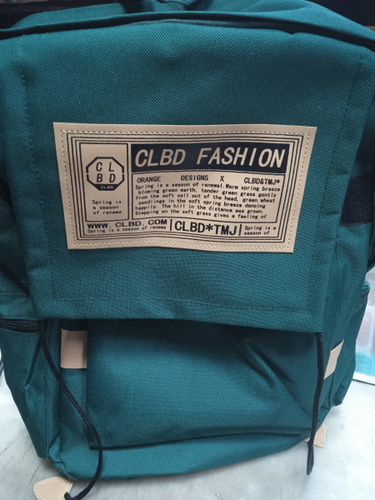 CLBD FASHION
C L
B D
ORANGE DESIGNS X CLBD&TMJ*
Spring is a season of renewal Warm spring breeze
blowing green earth, tender green grass gently
from the soft soil out of the head, green wheat
seedlings in the soft spring breeze dancing
happily. The hill in the distance was green.
Stepping on the soft grass gives a feeling of
Spring is
a season
of renewa
WWW. CLBD. COM
Spring is a season of renewa
CLBD*TMJ
Spring is a
season of